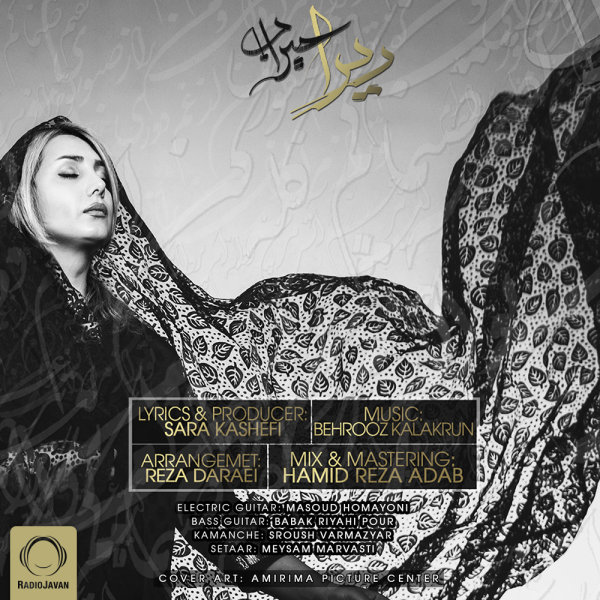 LYRICS & PRODUCER:
SARA KASHEFI
MUSIC:
BEHROOZ KALAKRUN
ARRANGEMET:
REZA DARAEI
MIX & MASTERING:
HAMID REZA ADAB
ELECTRIC GUITAR: MASOUD HOMAYONI
BASS GUITAR: BABAK RIYAHI POUR
KAMANCHE: SROUSH VARMAZYAR
SETAAR: MEYSAM MARVASTI
COVER ART: AMIRIMA PICTURE CENTER
RADIOJAVAN